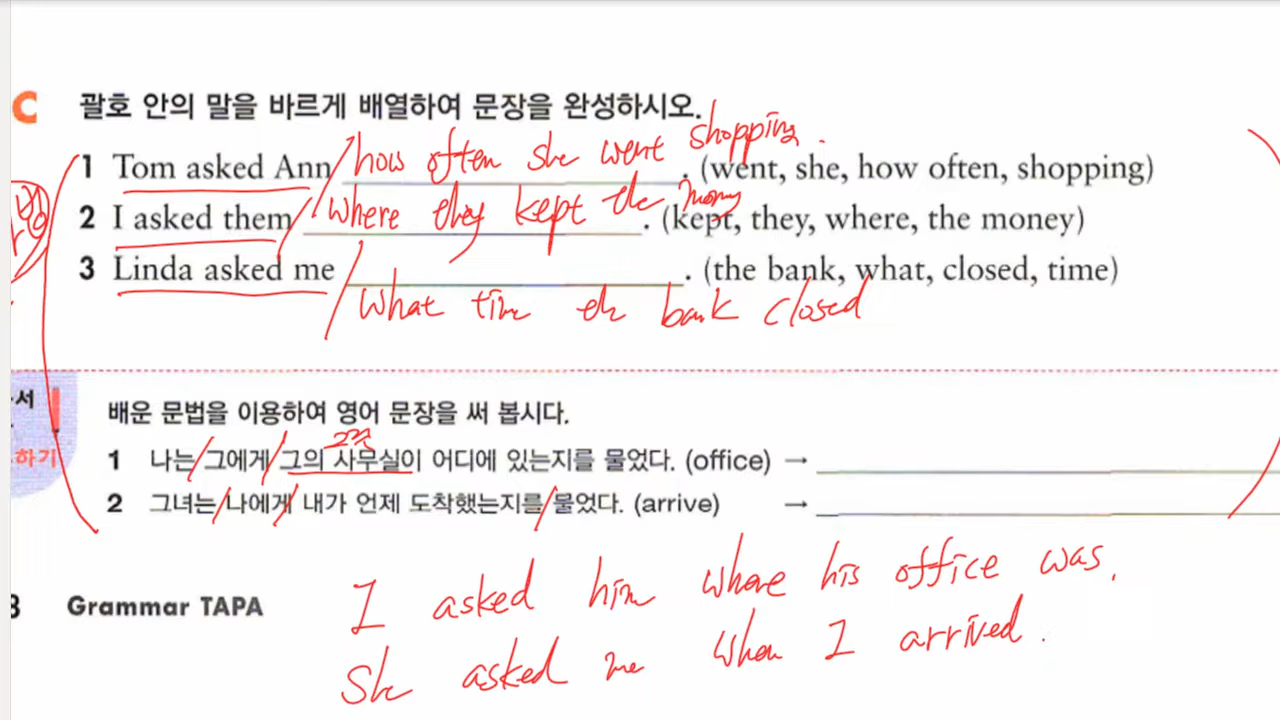 C 괄호 안의 말을 바르게 배열하여 문장을 완성하시오.
1 Tom asked Ann / how often she went shopping. (went, she, how often, shopping)
2 I asked them / where they kept the money. (kept, they, where, the money)
3 Linda asked me / . (the bank, what, closed, time)
What time the bank closed
서 배운 문법을 이용하여 영어 문장을 써 봅시다.
고것
하기 1 나는/그에게/그의 사무실이 어디에 있는지를 물었다. (office) →
2 그녀는/나에게/ 내가 언제 도착했는지를/물었다. (arrive) →
I asked him where his office was.
Grammar TAPA
She asked me when I arrived.